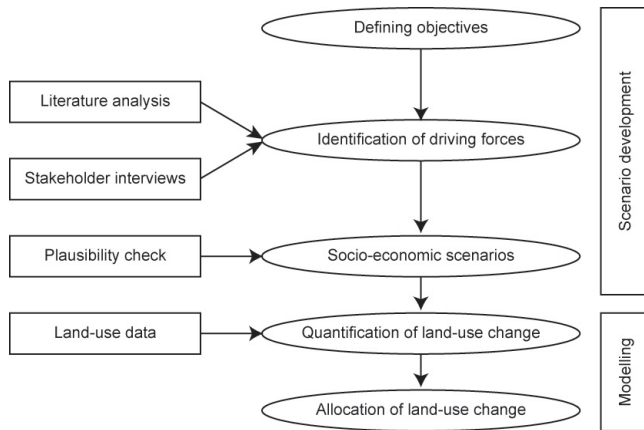 Defining objectives
Literature analysis
Identification of driving forces
Stakeholder interviews
Plausibility check
Socio-economic scenarios
Land-use data
Quantification of land-use change
Allocation of land-use change
Scenario development
Modelling